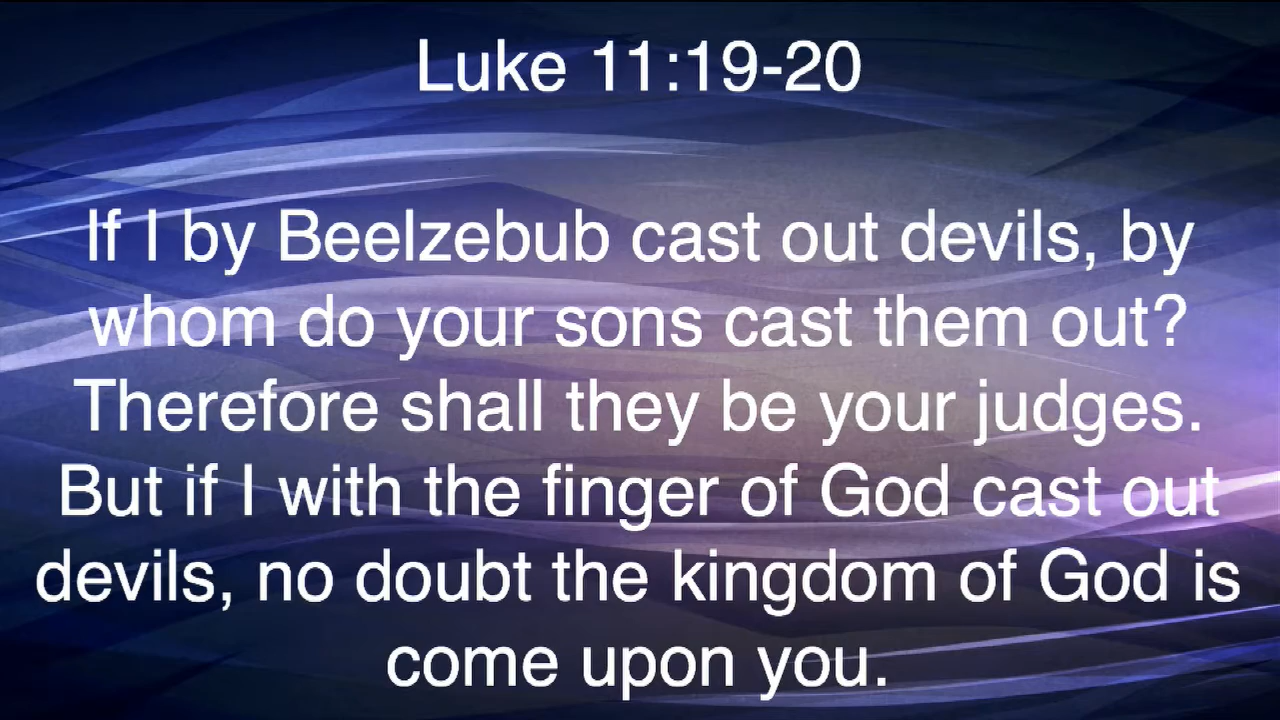 Luke 11:19-20
If I by Beelzebub cast out devils, by
whom do your sons cast them out?
Therefore shall they be your judges.
But if I with the finger of God cast out
devils, no doubt the kingdom of God is
come upon you.